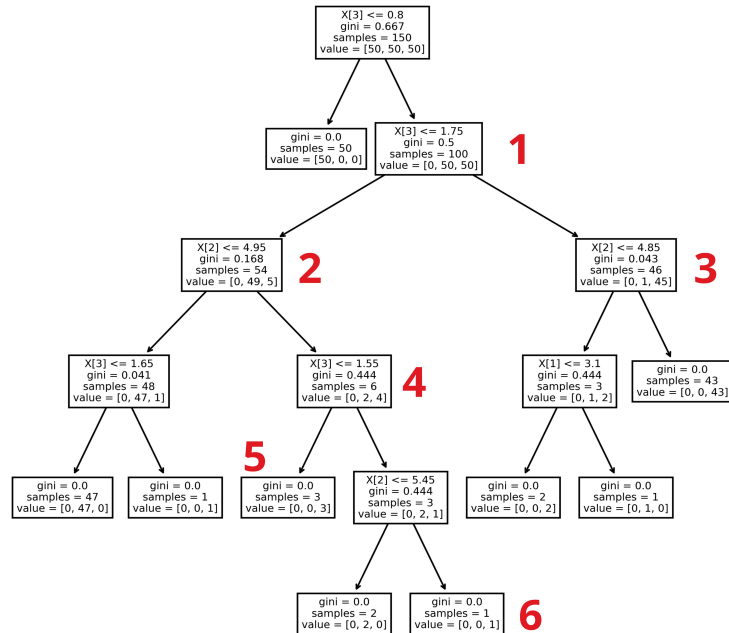 X[3] <= 0.8
gini = 0.667
samples = 150
value = [50, 50, 50]
gini = 0.0
samples = 50
value = [50, 0, 0]
X[3] <= 1.75
gini = 0.5
samples = 100
value = [0, 50, 50]
1
X[2] <= 4.95
gini = 0.168
samples = 54
value = [0, 49, 5]
2
X[2] <= 4.85
gini = 0.043
samples = 46
value = [0, 1, 45]
3
X[3] <= 1.65
gini = 0.041
samples = 48
value = [0, 47, 1]
X[3] <= 1.55
gini = 0.444
samples = 6
value = [0, 2, 4]
4
X[1] <= 3.1
gini = 0.444
samples = 3
value = [0, 1, 2]
gini = 0.0
samples = 43
value = [0, 0, 43]
gini = 0.0
samples = 47
value = [0, 47, 0]
gini = 0.0
samples = 1
value = [0, 0, 1]
5
gini = 0.0
samples = 3
value = [0, 0, 3]
X[2] <= 5.45
gini = 0.444
samples = 3
value = [0, 2, 1]
gini = 0.0
samples = 2
value = [0, 0, 2]
gini = 0.0
samples = 1
value = [0, 1, 0]
gini = 0.0
samples = 2
value = [0, 2, 0]
gini = 0.0
samples = 1
value = [0, 0, 1]
6